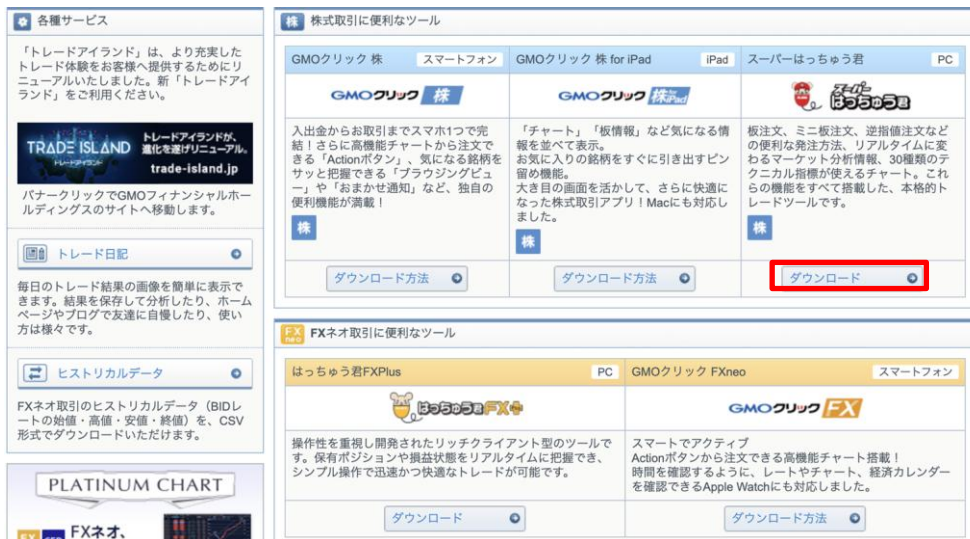 各種サービス
「トレードアイランド」は、より充実した
トレード体験をお客様へ提供するためにリ
ニューアルいたしました。新「トレードアイ
ランド」をご利用ください。
TRADE ISLAND
トレードアイランド
トレードアイランドが、
進化を遂げリニューアル。
trade-island.jp
バナークリックでGMOフィナンシャルホー
ルディングスのサイトへ移動します。
トレード日記
毎日のトレード結果の画像を簡単に表示で
きます。結果を保存して分析したり、ホーム
ページやブログで友達に自慢したり、使い
方は様々です。
ヒストリカルデータ
FXネオ取引のヒストリカルデータ（BIDレ
ートの始値・高値・安値・終値）を、CSV
形式でダウンロードいただけます。
PLATINUM CHART
FXネオ、
株 株式取引に便利なツール
GMOクリック 株 スマートフォン
GMOクリック 株
入出金からお取引までスマホ1つで完
結！さらに高機能チャートから注文で
きる「Actionボタン」、気になる銘柄を
サッと把握できる「ブラウジングビュ
ー」や「おまかせ通知」など、独自の
便利機能が満載！
株
ダウンロード方法
GMOクリック 株 for iPad iPad
GMOクリック 株 for iPad
「チャート」「板情報」など気になる情
報を並べて表示。
お気に入りの銘柄をすぐに引き出すピン
留め機能。
大き目の画面を活かして、さらに快適に
なった株式取引アプリ！Macにも対応し
ました。
株
ダウンロード方法
スーパーはっちゅう君 PC
スーパー はっちゅう君
板注文、ミニ板注文、逆指値注文など
の便利な発注方法、リアルタイムに変
わるマーケット分析情報、30種類のテ
クニカル指標が使えるチャート。これ
らの機能をすべて搭載した、本格的ト
レードツールです。
株
ダウンロード
FX neo FXネオ取引に便利なツール
はっちゅう君FXPlus PC
はっちゅう君FX+
操作性を重視し開発されたリッチクライアント型のツールで
す。保有ポジションや損益状態をリアルタイムに把握でき、
シンプル操作で迅速かつ快適なトレードが可能です。
ダウンロード
GMOクリック FXneo スマートフォン
GMOクリック FX
スマートでアクティブ
Actionボタンから注文できる高機能チャート搭載！
時間を確認するように、レートやチャート、経済カレンダー
を確認できるApple Watchにも対応しました。
ダウンロード方法